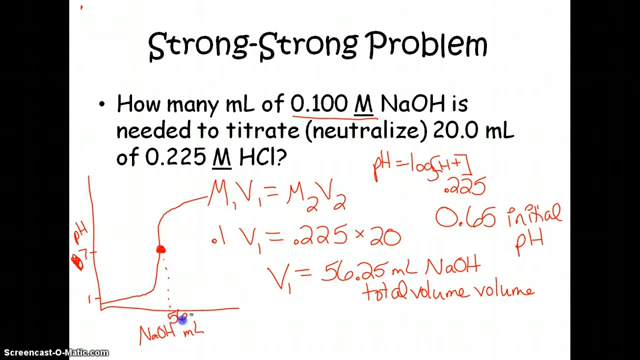 Strong-Strong Problem
• How many mL of 0.100 M NaOH is
needed to titrate (neutralize) 20.0 mL
of 0.225 M HCl?
pH = -log[H+]
.225
0.65 initial
pH
M₁V₁ = M₂V₂
.1 V₁ = .225 × 20
V₁ = 56.25 mL NaOH
total volume volume
pH
7
1
56
NaOH mL
Screencast-O-Matic.com